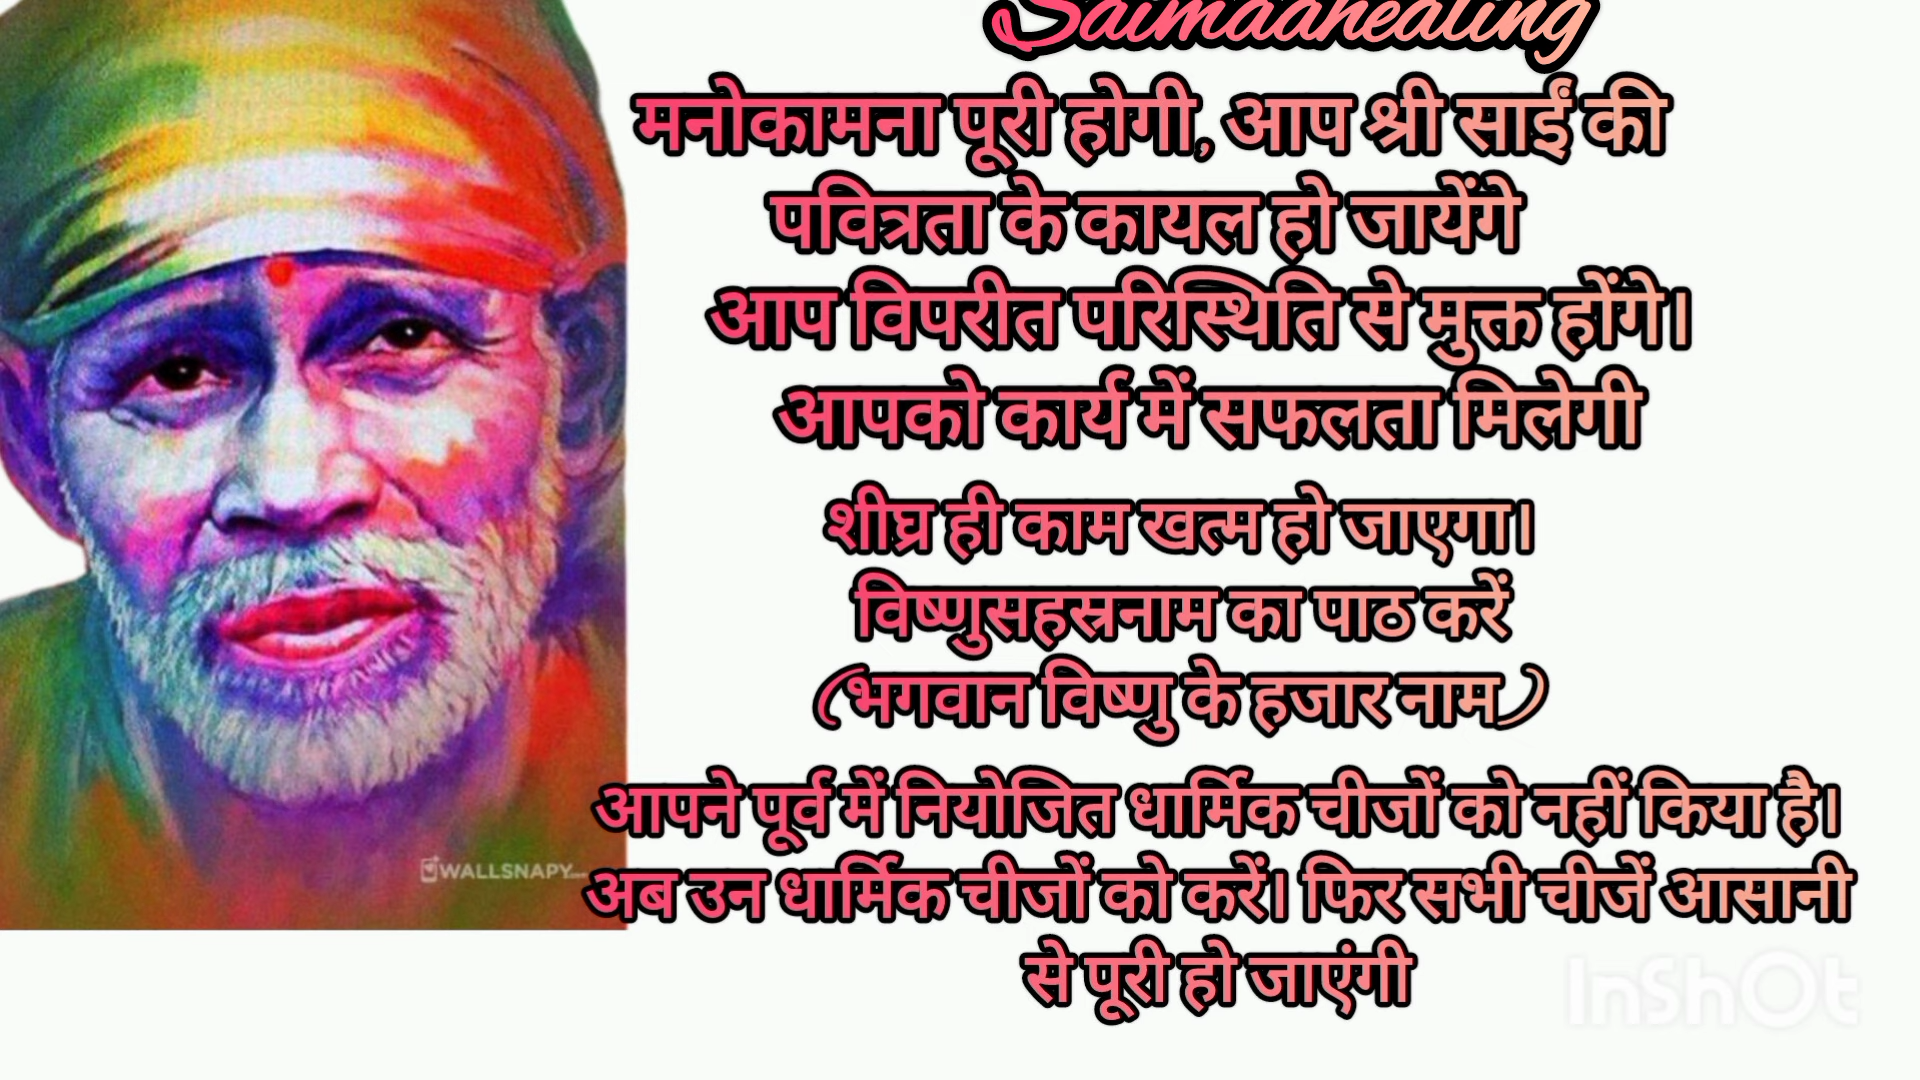 Saimaahealing
मनोकामना पूरी होगी, आप श्री साईं की
पवित्रता के कायल हो जायेंगे
आप विपरीत परिस्थिति से मुक्त होंगे।
आपको कार्य में सफलता मिलेगी
शीघ्र ही काम खत्म हो जाएगा।
विष्णुसहस्रनाम का पाठ करें
(भगवान विष्णु के हजार नाम)
आपने पूर्व में नियोजित धार्मिक चीजों को नहीं किया है।
अब उन धार्मिक चीजों को करें। फिर सभी चीजें आसानी
से पूरी हो जाएंगी
WALLSNAPY
InShOt